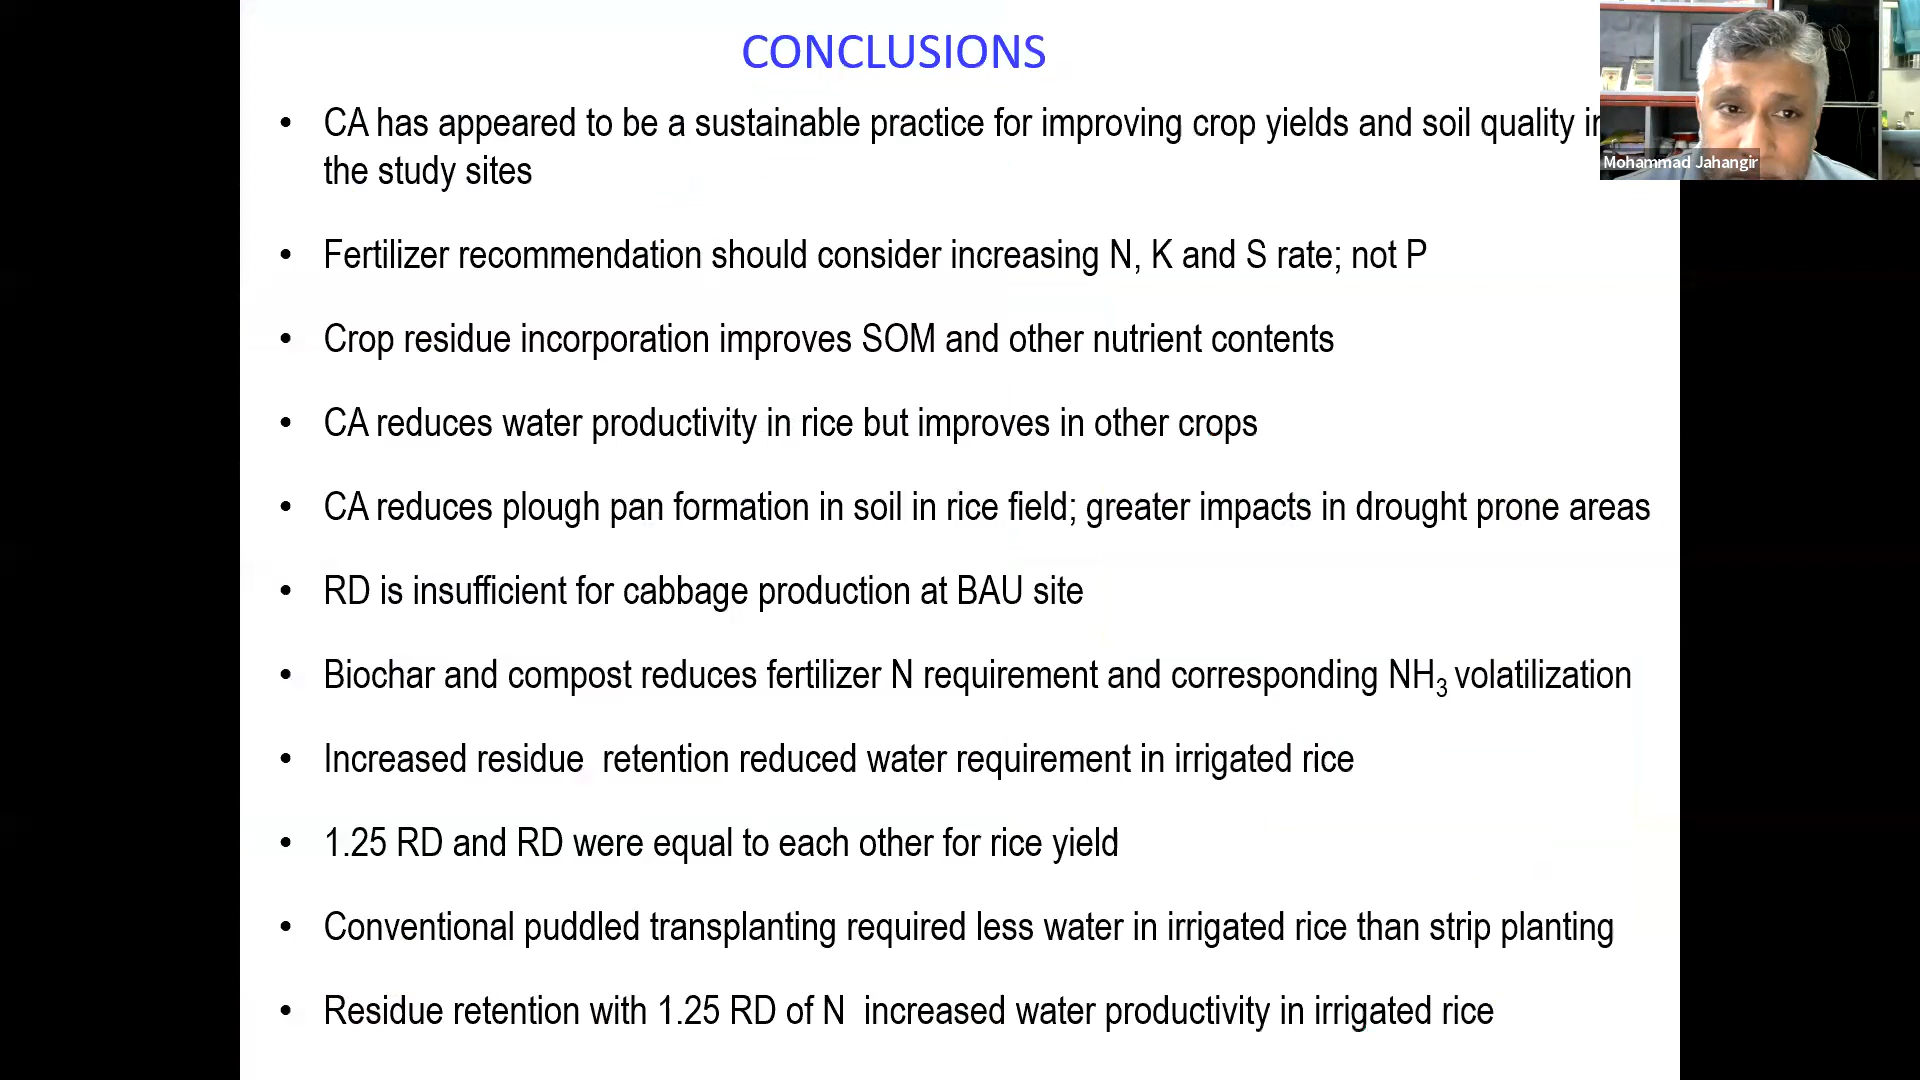 CONCLUSIONS
• CA has appeared to be a sustainable practice for improving crop yields and soil quality in
the study sites
Mohammad Jahangir
• Fertilizer recommendation should consider increasing N, K and S rate; not P
• Crop residue incorporation improves SOM and other nutrient contents
• CA reduces water productivity in rice but improves in other crops
• CA reduces plough pan formation in soil in rice field; greater impacts in drought prone areas
• RD is insufficient for cabbage production at BAU site
• Biochar and compost reduces fertilizer N requirement and corresponding NH₃ volatilization
• Increased residue  retention reduced water requirement in irrigated rice
• 1.25 RD and RD were equal to each other for rice yield
• Conventional puddled transplanting required less water in irrigated rice than strip planting
• Residue retention with 1.25 RD of N  increased water productivity in irrigated rice